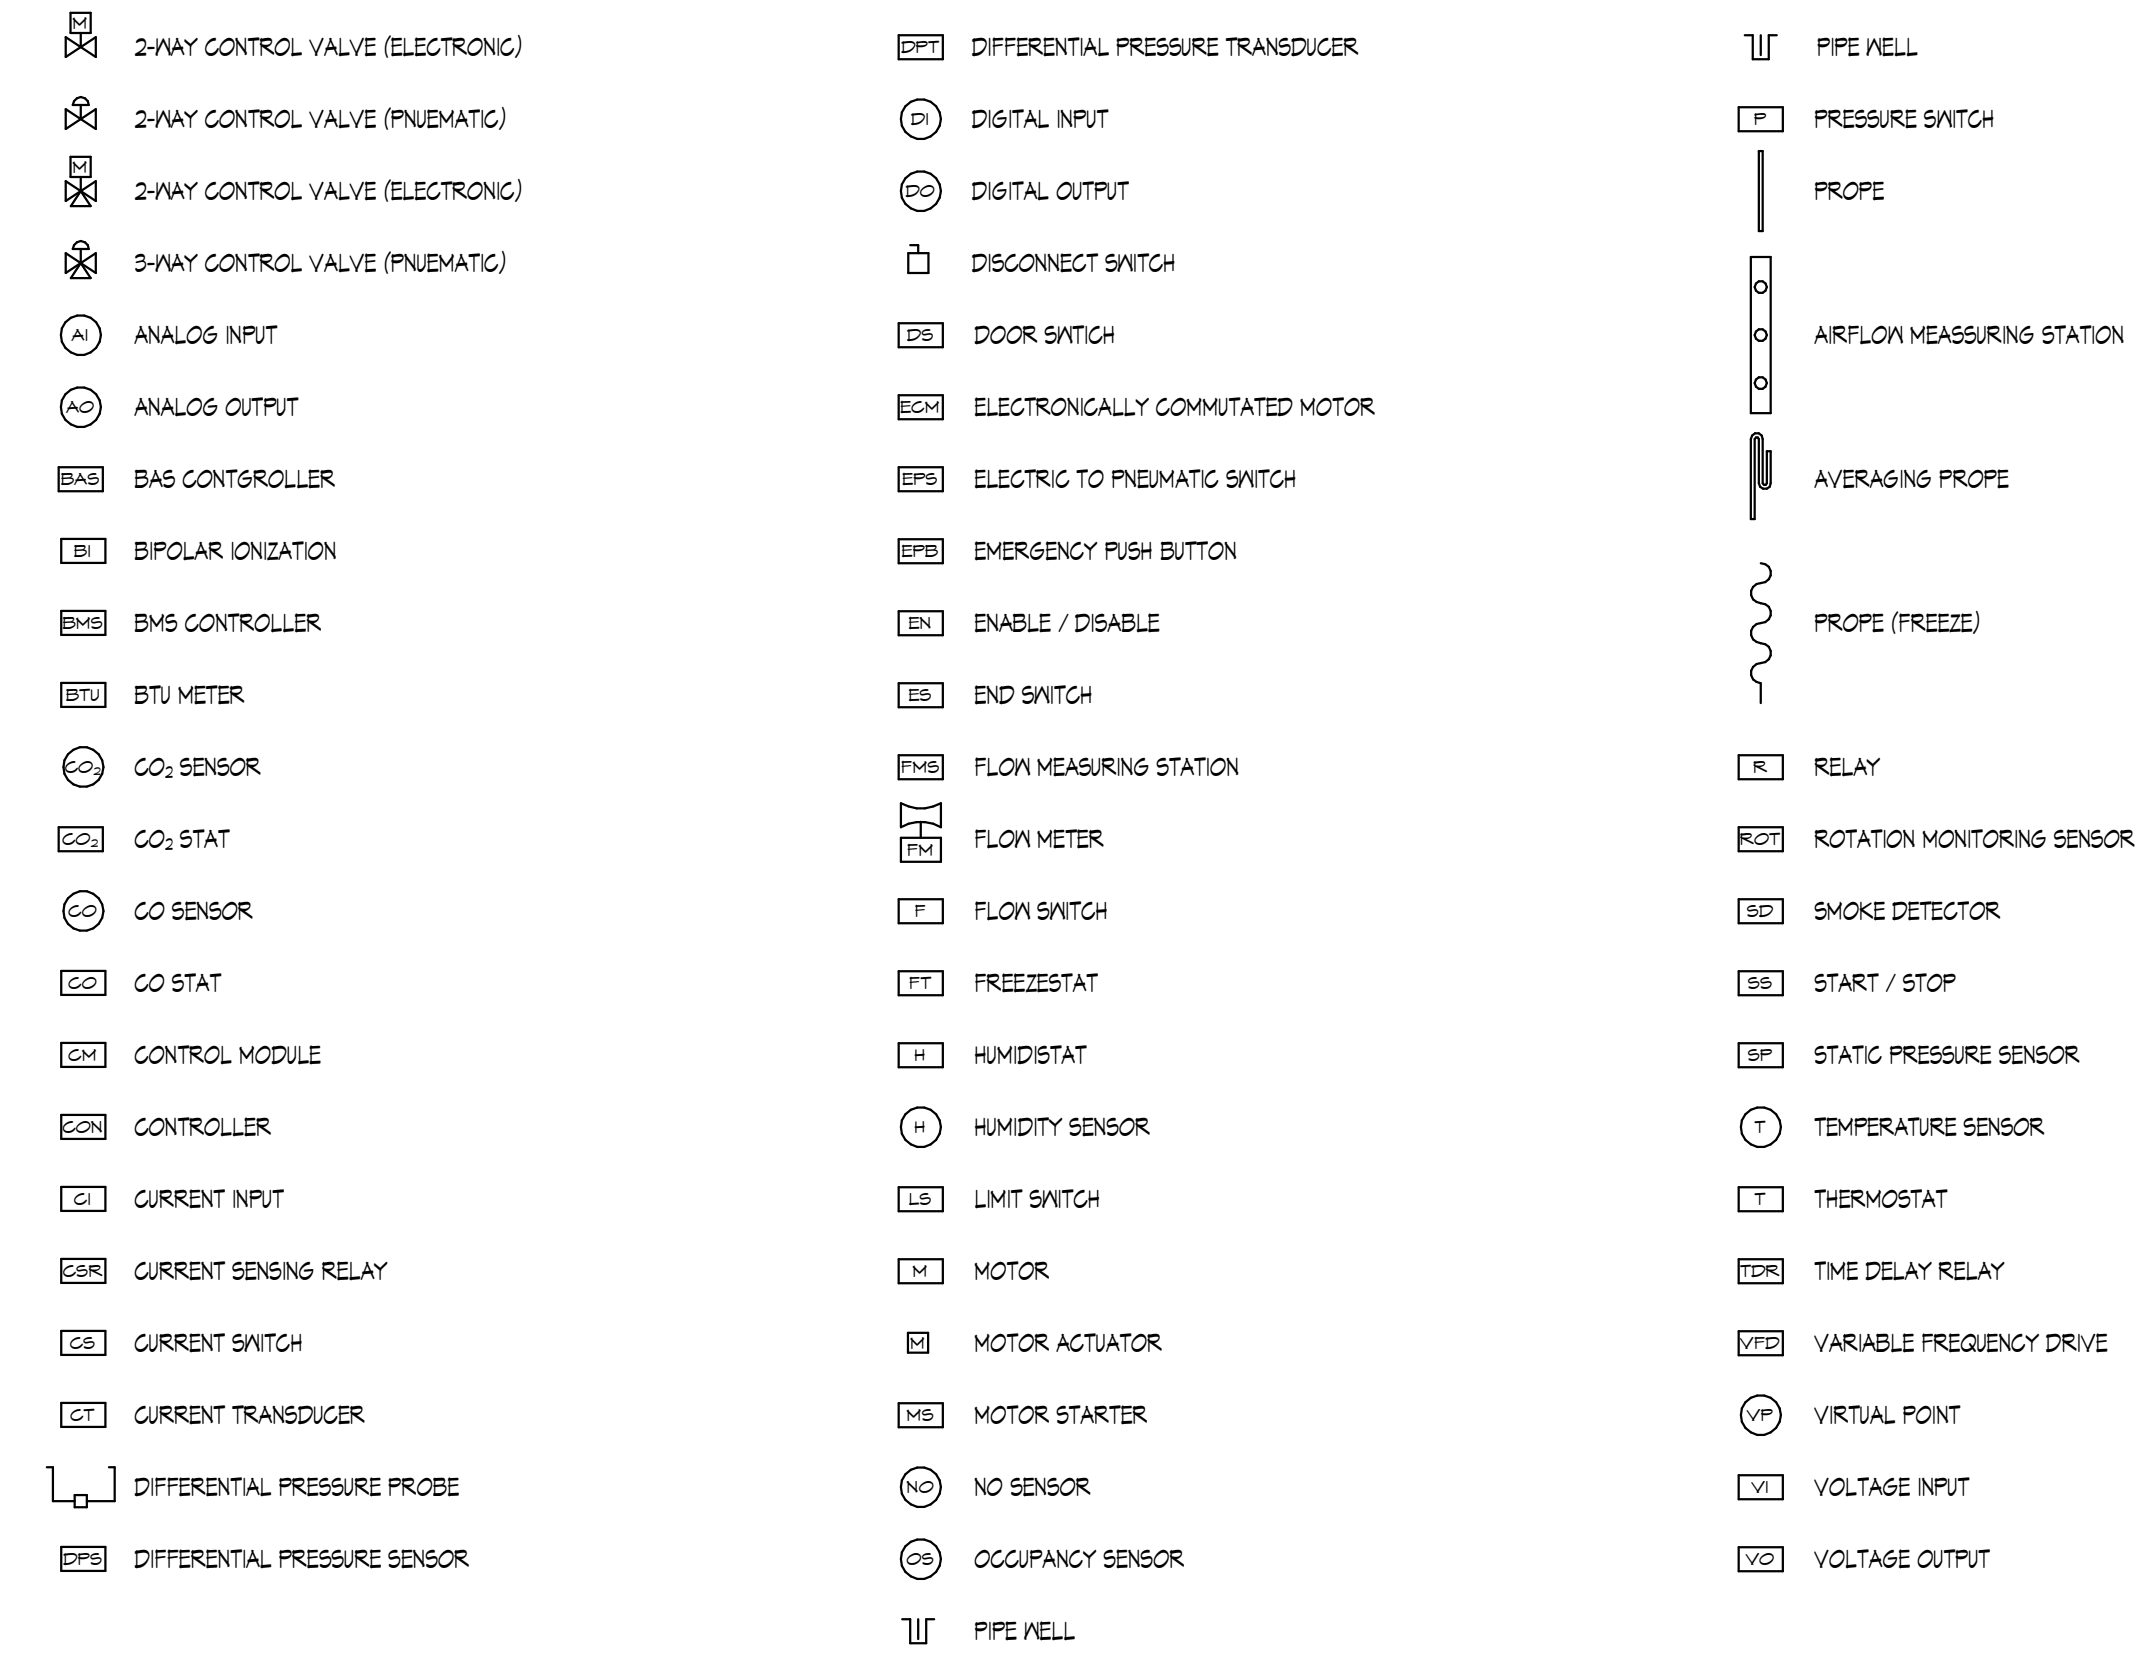 M 2-WAY CONTROL VALVE (ELECTRONIC)
2-WAY CONTROL VALVE (PNUEMATIC)
M 2-WAY CONTROL VALVE (ELECTRONIC)
3-WAY CONTROL VALVE (PNUEMATIC)
AI ANALOG INPUT
AO ANALOG OUTPUT
BAS BAS CONTGROLLER
BI BIPOLAR IONIZATION
BMS BMS CONTROLLER
BTU BTU METER
CO₂ CO₂ SENSOR
CO₂ CO₂ STAT
CO CO SENSOR
CO CO STAT
CM CONTROL MODULE
CON CONTROLLER
CI CURRENT INPUT
CSR CURRENT SENSING RELAY
CS CURRENT SWITCH
CT CURRENT TRANSDUCER
DIFFERENTIAL PRESSURE PROBE
DPS DIFFERENTIAL PRESSURE SENSOR
DPT DIFFERENTIAL PRESSURE TRANSDUCER
DI DIGITAL INPUT
DO DIGITAL OUTPUT
DISCONNECT SWITCH
DS DOOR SWTICH
ECM ELECTRONICALLY COMMUTATED MOTOR
EPS ELECTRIC TO PNEUMATIC SWITCH
EPB EMERGENCY PUSH BUTTON
EN ENABLE / DISABLE
ES END SWITCH
FMS FLOW MEASURING STATION
FM FLOW METER
F FLOW SWITCH
FT FREEZESTAT
H HUMIDISTAT
H HUMIDITY SENSOR
LS LIMIT SWITCH
M MOTOR
M MOTOR ACTUATOR
MS MOTOR STARTER
NO NO SENSOR
OS OCCUPANCY SENSOR
PIPE WELL
PIPE WELL
P PRESSURE SWITCH
PROPE
AIRFLOW MEASSURING STATION
AVERAGING PROPE
PROPE (FREEZE)
R RELAY
ROT ROTATION MONITORING SENSOR
SD SMOKE DETECTOR
SS START / STOP
SP STATIC PRESSURE SENSOR
T TEMPERATURE SENSOR
T THERMOSTAT
TDR TIME DELAY RELAY
VFD VARIABLE FREQUENCY DRIVE
VP VIRTUAL POINT
VI VOLTAGE INPUT
VO VOLTAGE OUTPUT